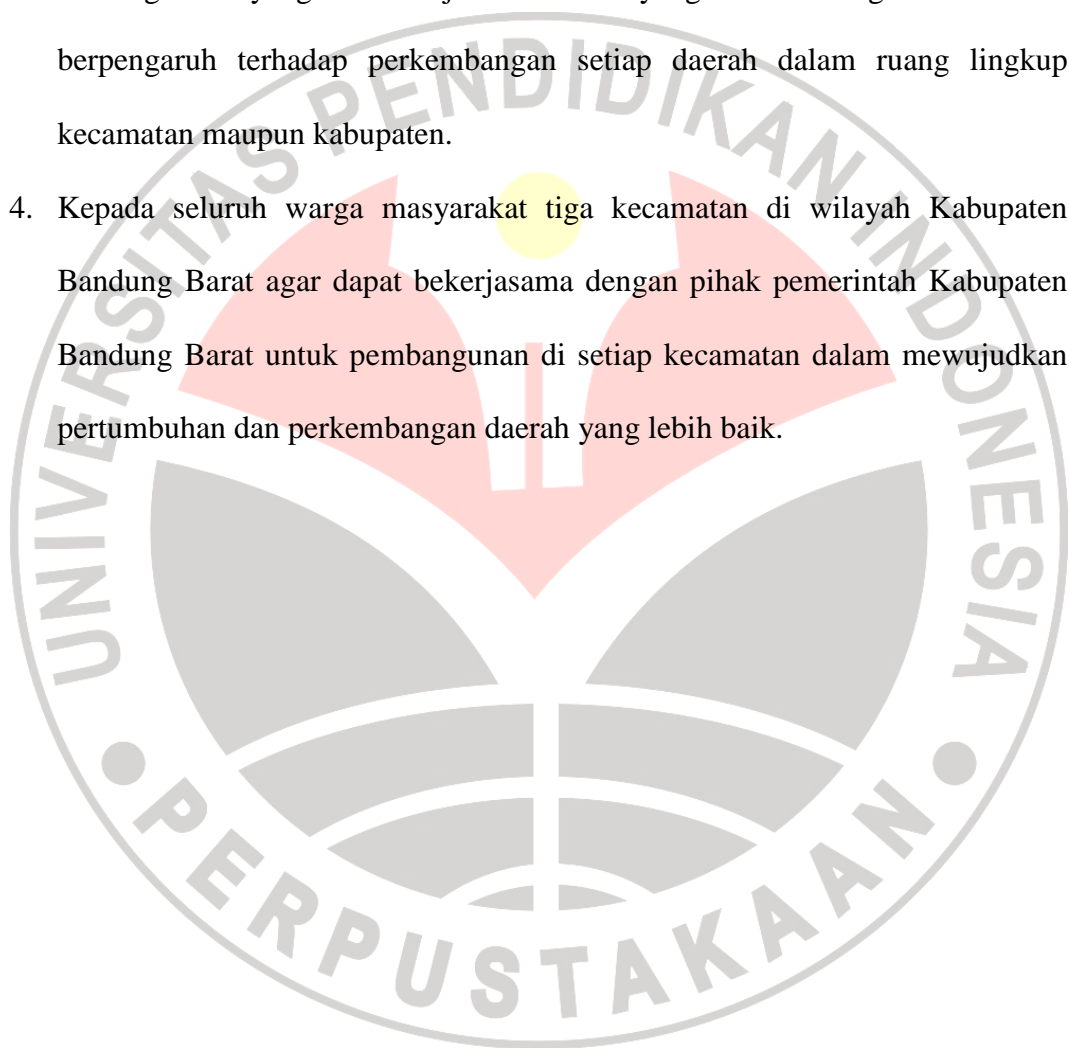 berpengaruh terhadap perkembangan setiap daerah dalam ruang lingkup
kecamatan maupun kabupaten.
4. Kepada seluruh warga masyarakat tiga kecamatan di wilayah Kabupaten
Bandung Barat agar dapat bekerjasama dengan pihak pemerintah Kabupaten
Bandung Barat untuk pembangunan di setiap kecamatan dalam mewujudkan
pertumbuhan dan perkembangan daerah yang lebih baik.
UNIVERSITAS PENDIDIKAN INDONESIA
PERPUSTAKAAN